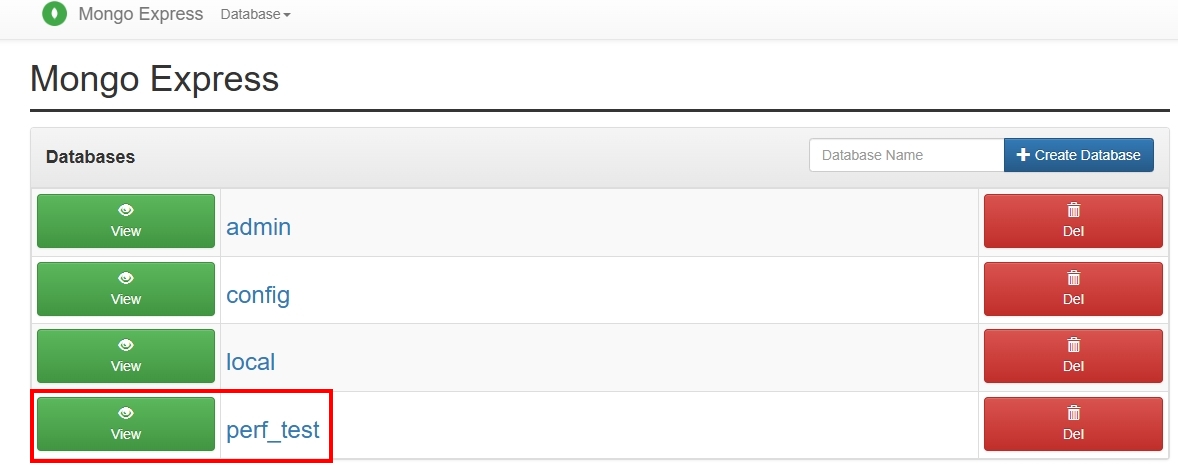 Mongo Express Database
Mongo Express
Databases Database Name Create Database
View admin Del
View config Del
View local Del
View perf_test Del